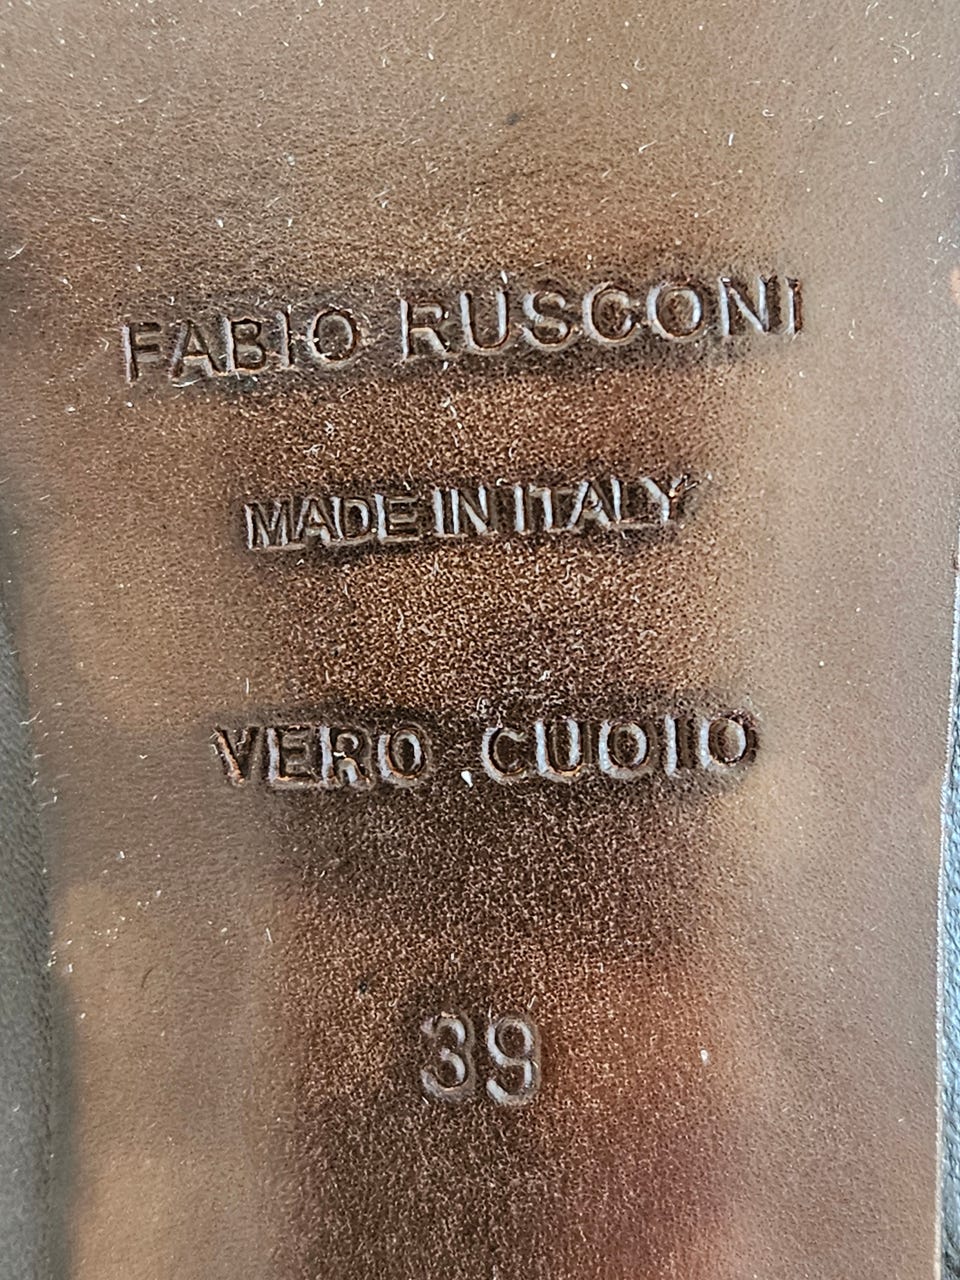 FABIO RUSCONI
MADE IN ITALY
VERO CUOIO
39